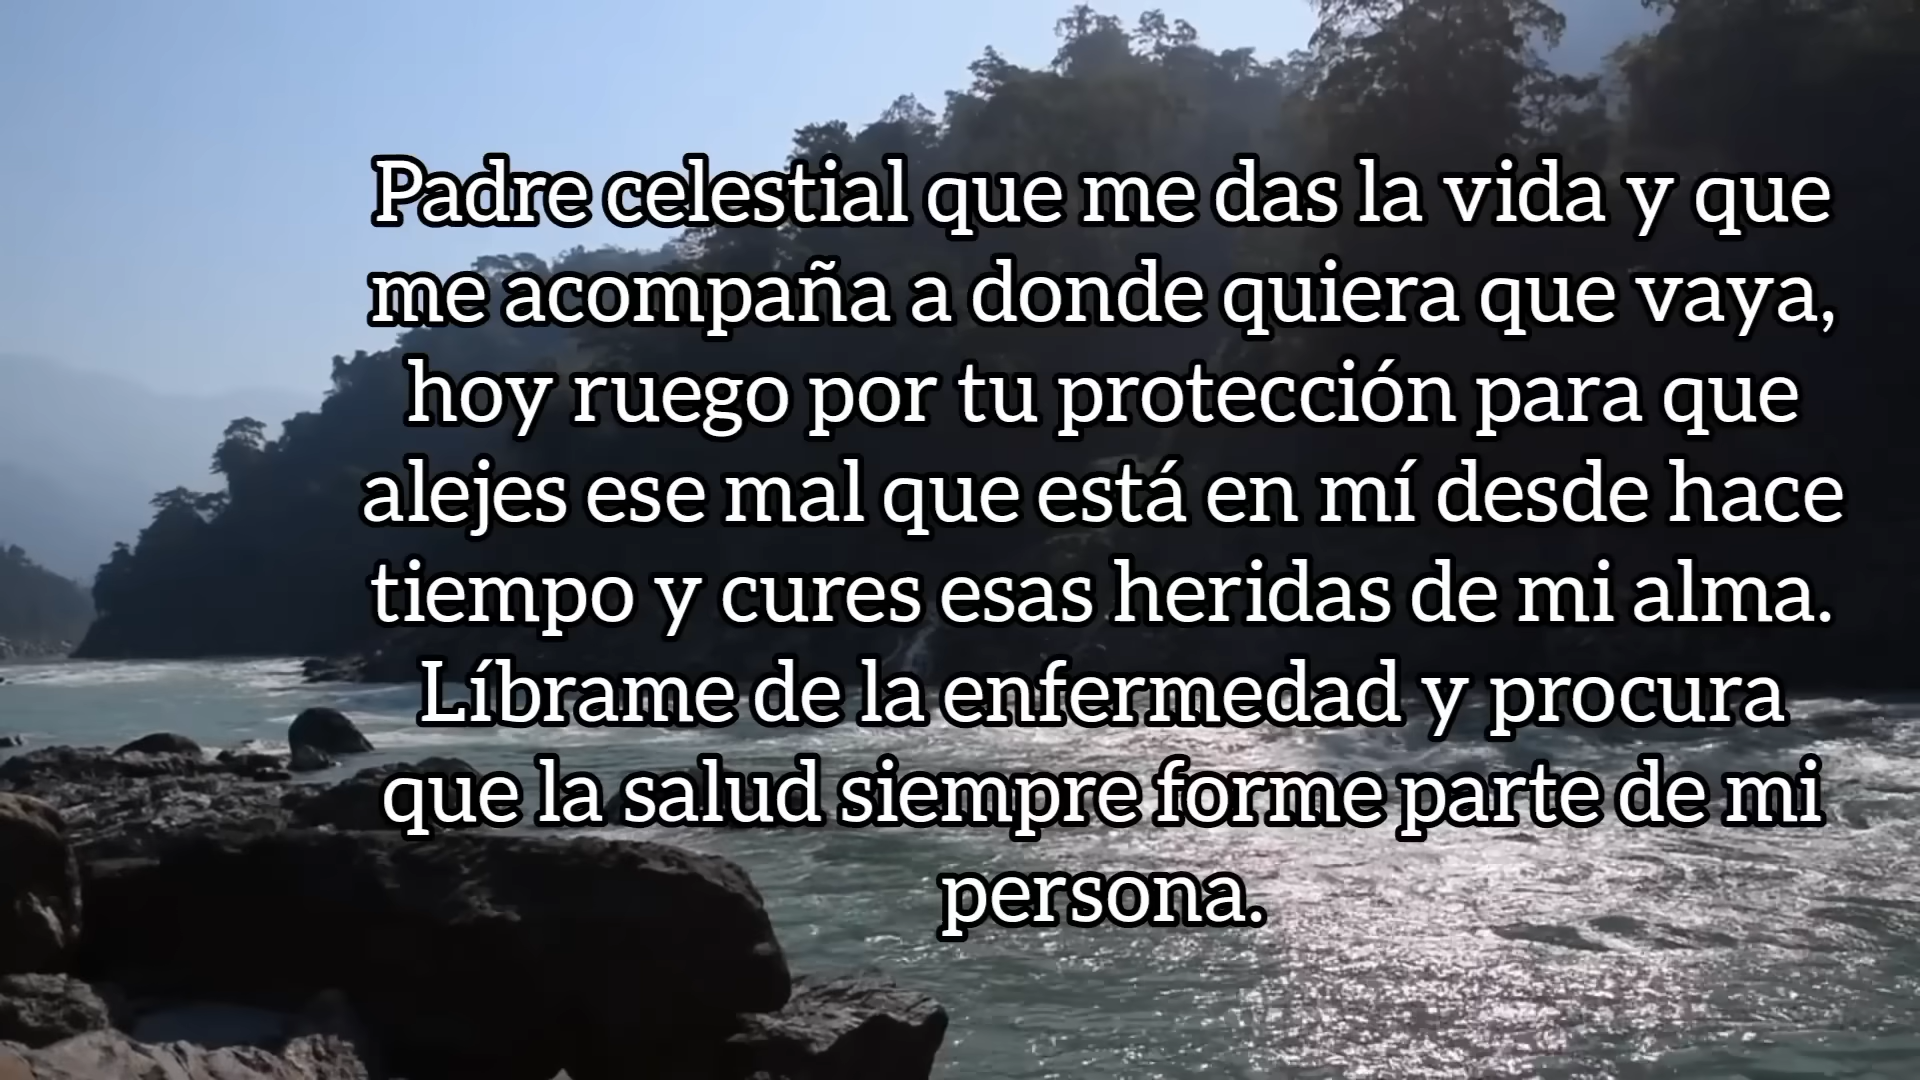 Padre celestial que me das la vida y que
me acompaña a donde quiera que vaya,
hoy ruego por tu protección para que
alejes ese mal que está en mí desde hace
tiempo y cures esas heridas de mi alma.
Líbrame de la enfermedad y procura
que la salud siempre forme parte de mi
persona.